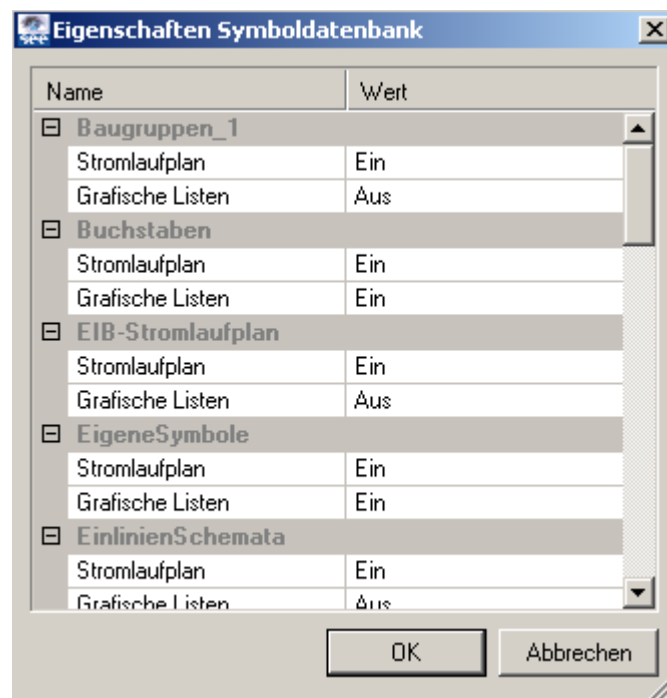 see Eigenschaften Symboldatenbank
Name Wert
Baugruppen_1
Stromlaufplan Ein
Grafische Listen Aus
Buchstaben
Stromlaufplan Ein
Grafische Listen Ein
EIB-Stromlaufplan
Stromlaufplan Ein
Grafische Listen Aus
EigeneSymbole
Stromlaufplan Ein
Grafische Listen Ein
EinlinienSchemata
Stromlaufplan Ein
Grafische Listen Aus
OK Abbrechen